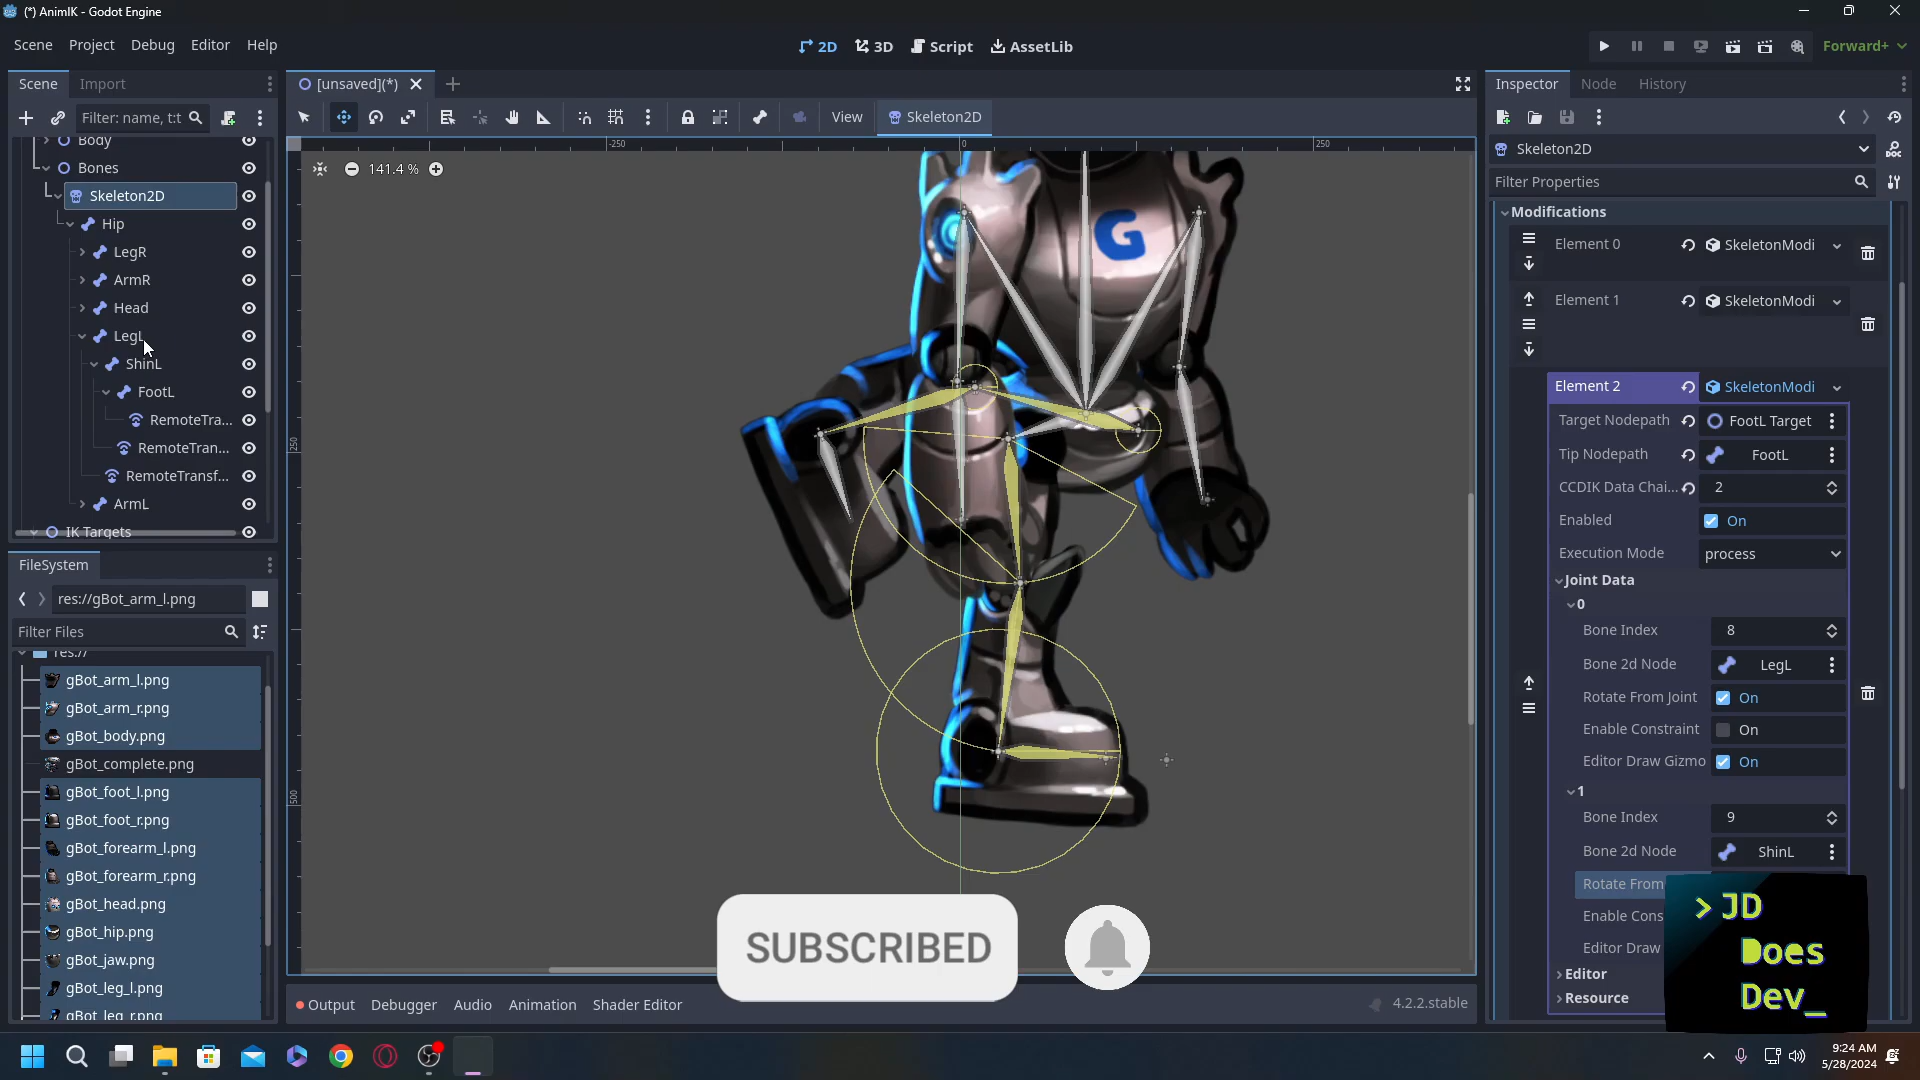 (*) AnimIK - Godot Engine
Scene Project Debug Editor Help
2D 3D Script AssetLib
Forward+
Scene Import
Filter: name, t:t
Body
Bones
Skeleton2D
Hip
LegR
ArmR
Head
LegL
ShinL
FootL
RemoteTra...
RemoteTran...
RemoteTransf...
ArmL
IK Targets
FileSystem
res://gBot_arm_l.png
Filter Files
res://
gBot_arm_l.png
gBot_arm_r.png
gBot_body.png
gBot_complete.png
gBot_foot_l.png
gBot_foot_r.png
gBot_forearm_l.png
gBot_forearm_r.png
gBot_head.png
gBot_hip.png
gBot_jaw.png
gBot_leg_l.png
gBot_leg_r.png
[unsaved](*)
View Skeleton2D
-250 0 250
141.4 %
250
500
G
SUBSCRIBED
Output Debugger Audio Animation Shader Editor
4.2.2.stable
Inspector Node History
Skeleton2D
Filter Properties
Modifications
Element 0 SkeletonModi
Element 1 SkeletonModi
Element 2 SkeletonModi
Target Nodepath FootL Target
Tip Nodepath FootL
CCDIK Data Chai... 2
Enabled On
Execution Mode process
Joint Data
0
Bone Index 8
Bone 2d Node LegL
Rotate From Joint On
Enable Constraint On
Editor Draw Gizmo On
1
Bone Index 9
Bone 2d Node ShinL
Rotate From
Enable Cons
Editor Draw
Editor
Resource
>JD
Does
Dev_
9:24 AM
5/28/2024